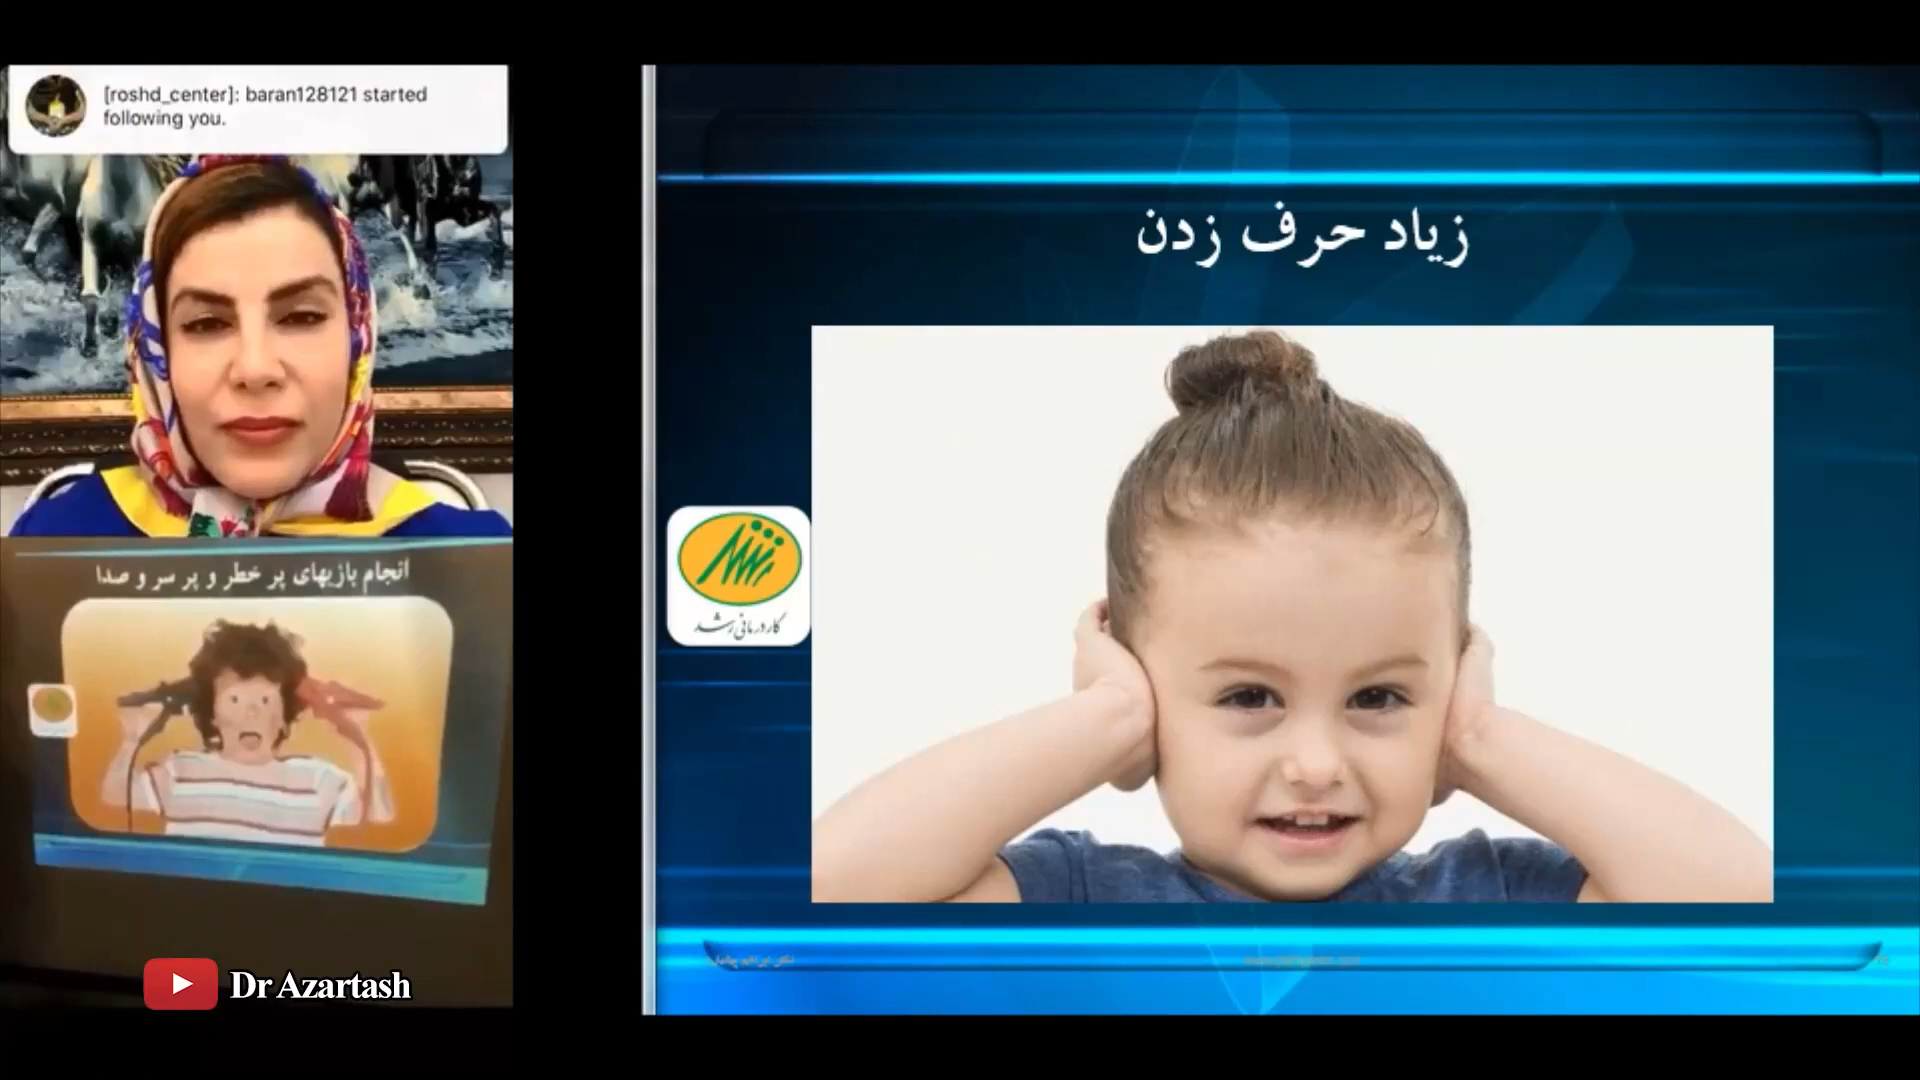 [roshd_center]: baran128121 started
following you.
انجام بازیهای پر خطر و پر سر و صدا
Dr Azartash
زیاد حرف زدن
رشد
کاردرمانی رشد